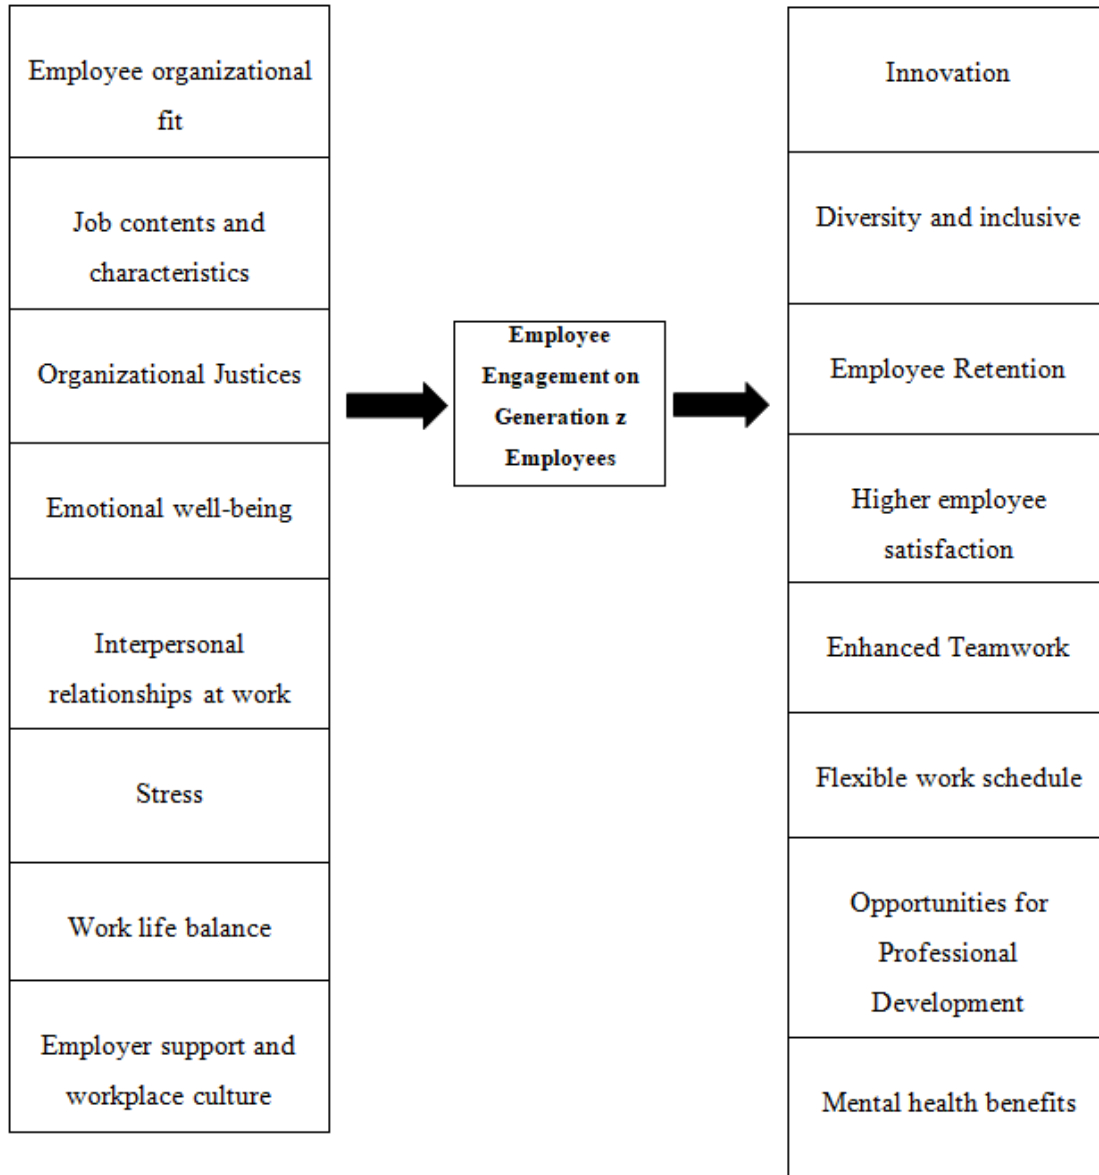 Employee organizational
fit
Job contents and
characteristics
Organizational Justices
Emotional well-being
Interpersonal
relationships at work
Stress
Work life balance
Employer support and
workplace culture
Employee
Engagement on
Generation z
Employees
Innovation
Diversity and inclusive
Employee Retention
Higher employee
satisfaction
Enhanced Teamwork
Flexible work schedule
Opportunities for
Professional
Development
Mental health benefits